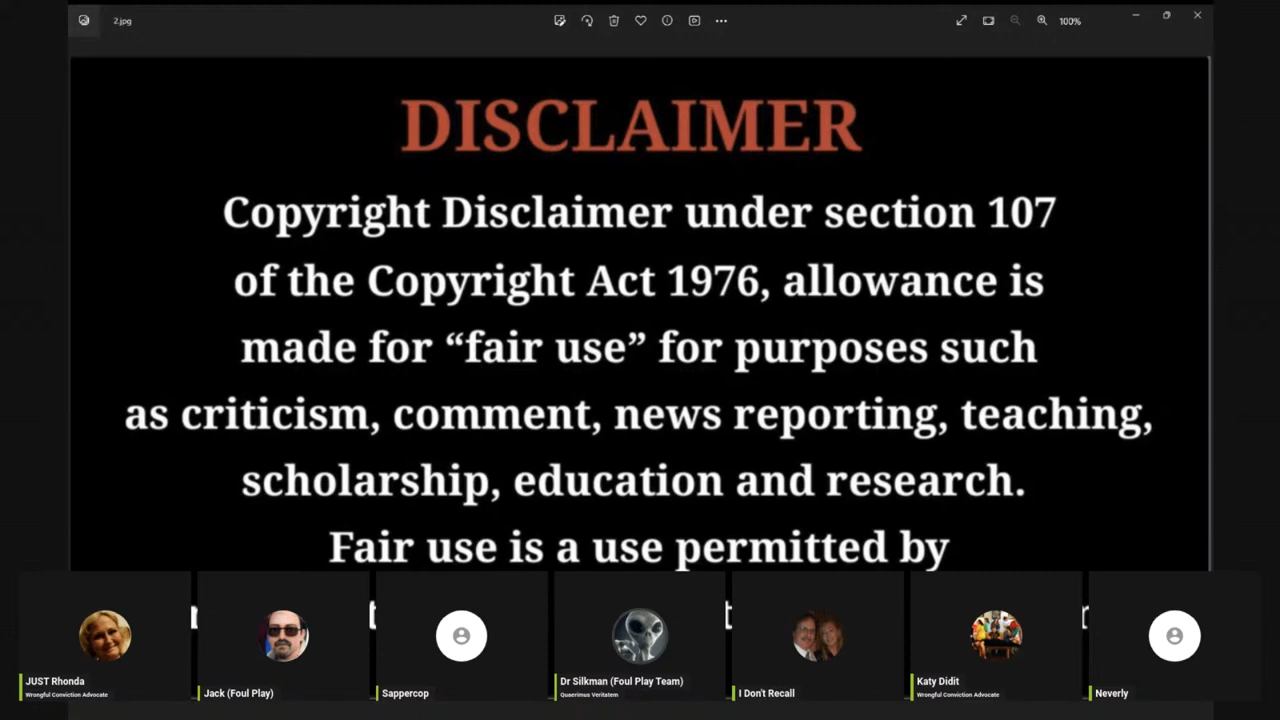 2.jpg
100%
DISCLAIMER
Copyright Disclaimer under section 107
of the Copyright Act 1976, allowance is
made for “fair use” for purposes such
as criticism, comment, news reporting, teaching,
scholarship, education and research.
Fair use is a use permitted by
JUST Rhonda
Wrongful Conviction Advocate
Jack (Foul Play)
Sappercop
Dr Silkman (Foul Play Team)
Quaerimus Veritatem
I Don't Recall
Katy Didit
Wrongful Conviction Advocate
Neverly